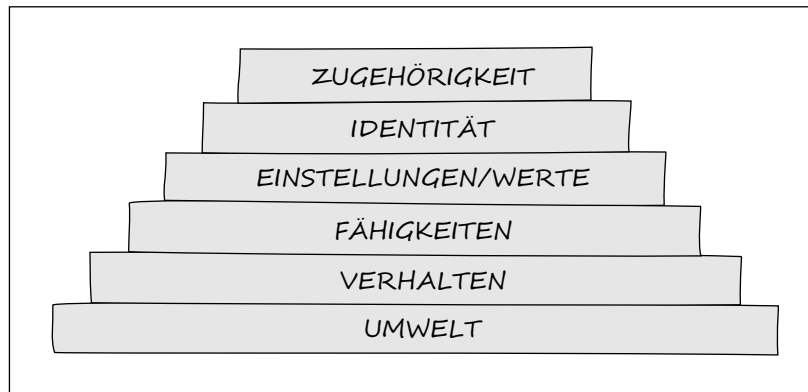 ZUGEHÖRIGKEIT
IDENTITÄT
EINSTELLUNGEN/WERTE
FÄHIGKEITEN
VERHALTEN
UMWELT